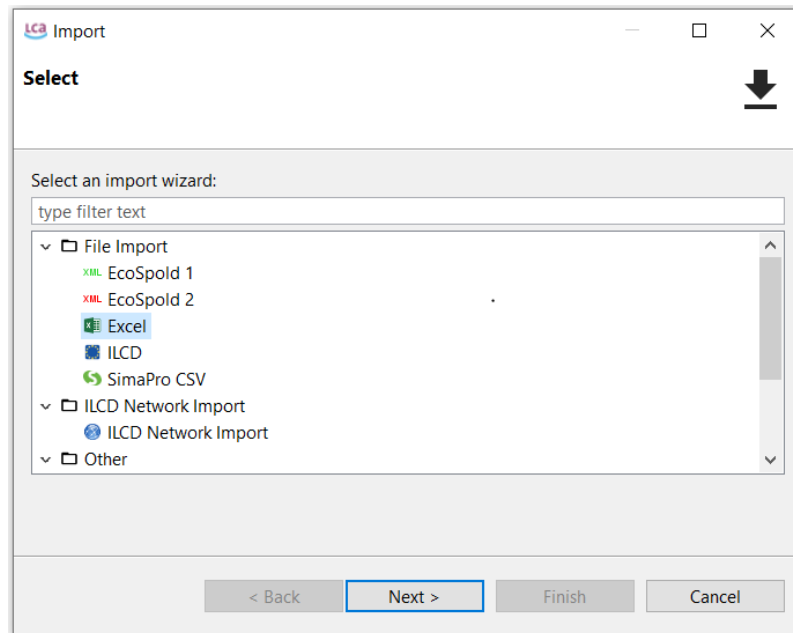 LCA Import
Select
Select an import wizard:
type filter text
File Import
XML EcoSpold 1
XML EcoSpold 2
Excel
ILCD
SimaPro CSV
ILCD Network Import
ILCD Network Import
Other
< Back Next > Finish Cancel